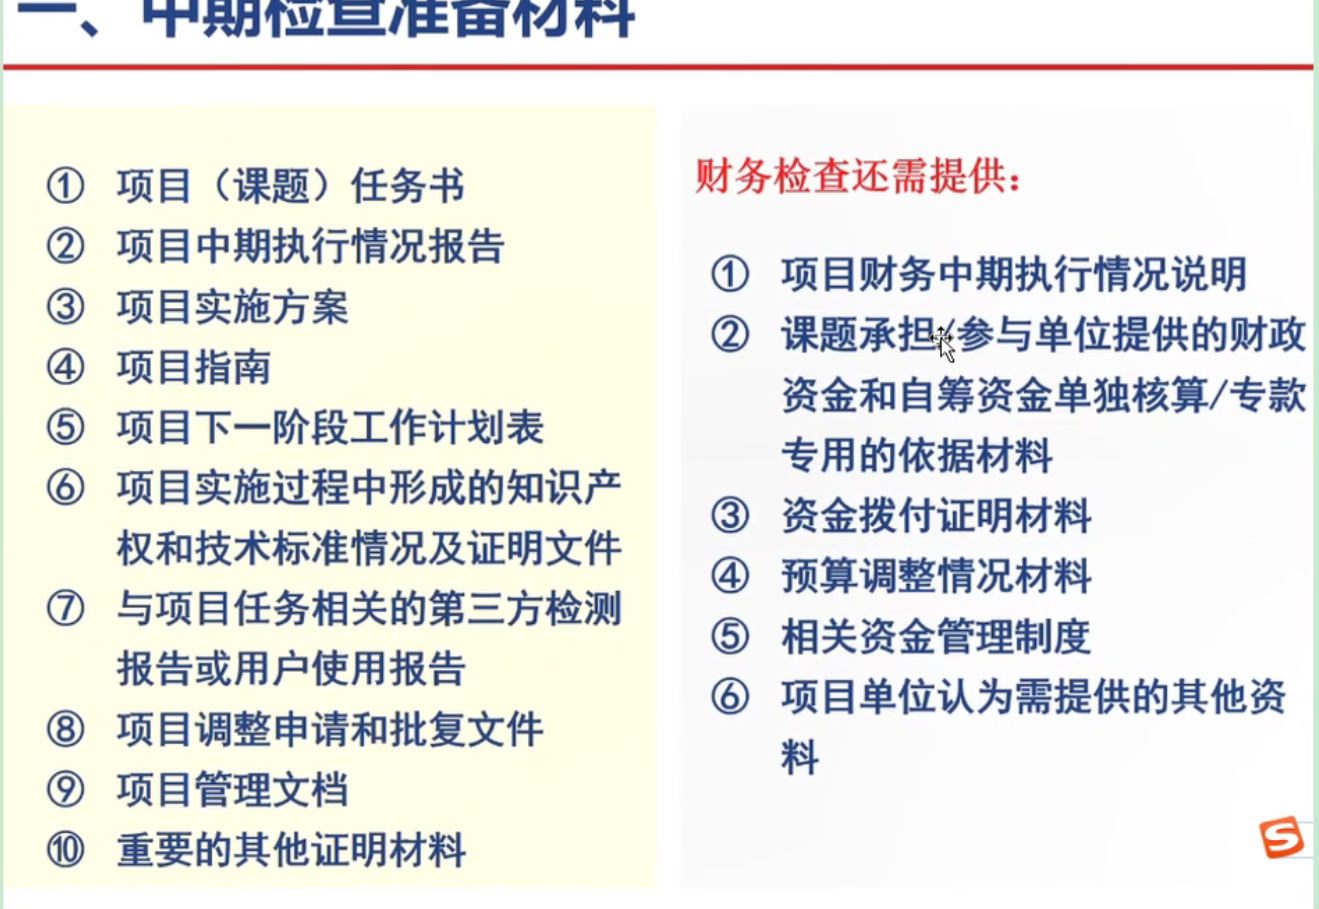 一、中期检查准备材料
① 项目（课题）任务书
② 项目中期执行情况报告
③ 项目实施方案
④ 项目指南
⑤ 项目下一阶段工作计划表
⑥ 项目实施过程中形成的知识产
权和技术标准情况及证明文件
⑦ 与项目任务相关的第三方检测
报告或用户使用报告
⑧ 项目调整申请和批复文件
⑨ 项目管理文档
⑩ 重要的其他证明材料
财务检查还需提供：
① 项目财务中期执行情况说明
② 课题承担/参与单位提供的财政
资金和自筹资金单独核算/专款
专用的依据材料
③ 资金拨付证明材料
④ 预算调整情况材料
⑤ 相关资金管理制度
⑥ 项目单位认为需提供的其他资
料